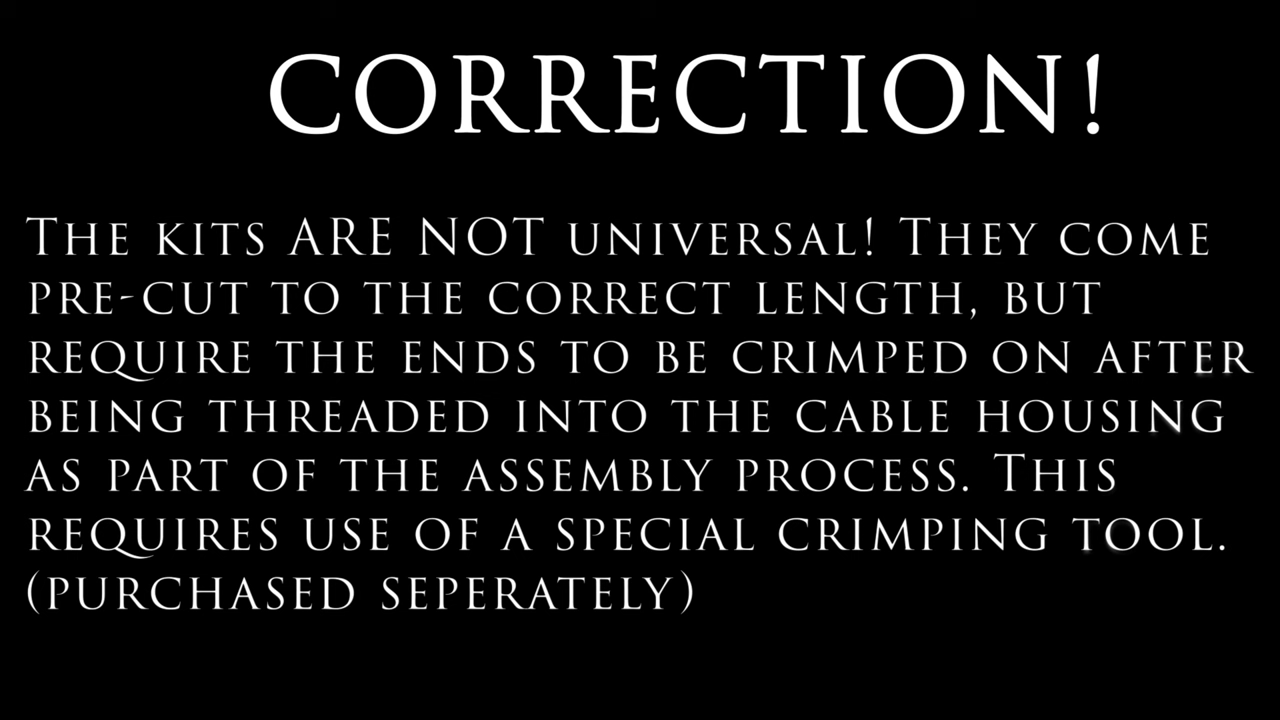 CORRECTION!
The kits ARE NOT universal! They come
pre-cut to the correct length, but
require the ends to be crimped on after
being threaded into the cable housing
as part of the assembly process. This
requires use of a special crimping tool.
(purchased seperately)